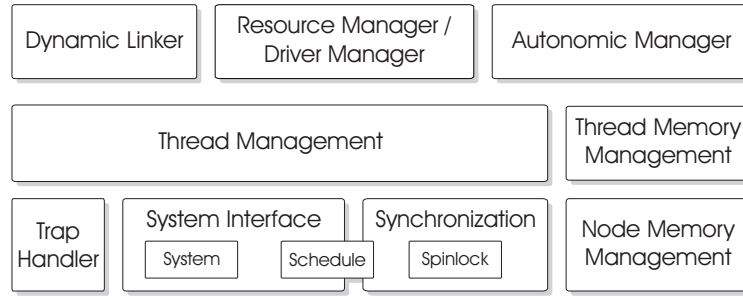 Dynamic Linker
Resource Manager /
Driver Manager
Autonomic Manager
Thread Management
Thread Memory
Management
Trap
Handler
System Interface
System
Schedule
Synchronization
Spinlock
Node Memory
Management